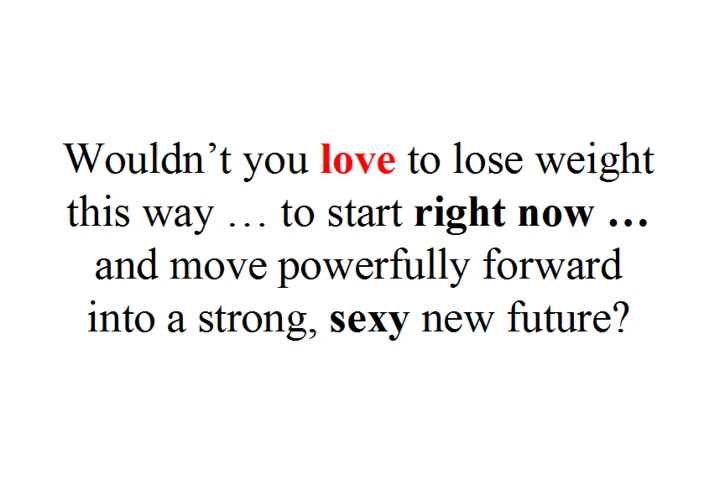 Wouldn’t you love to lose weight
this way … to start right now …
and move powerfully forward
into a strong, sexy new future?